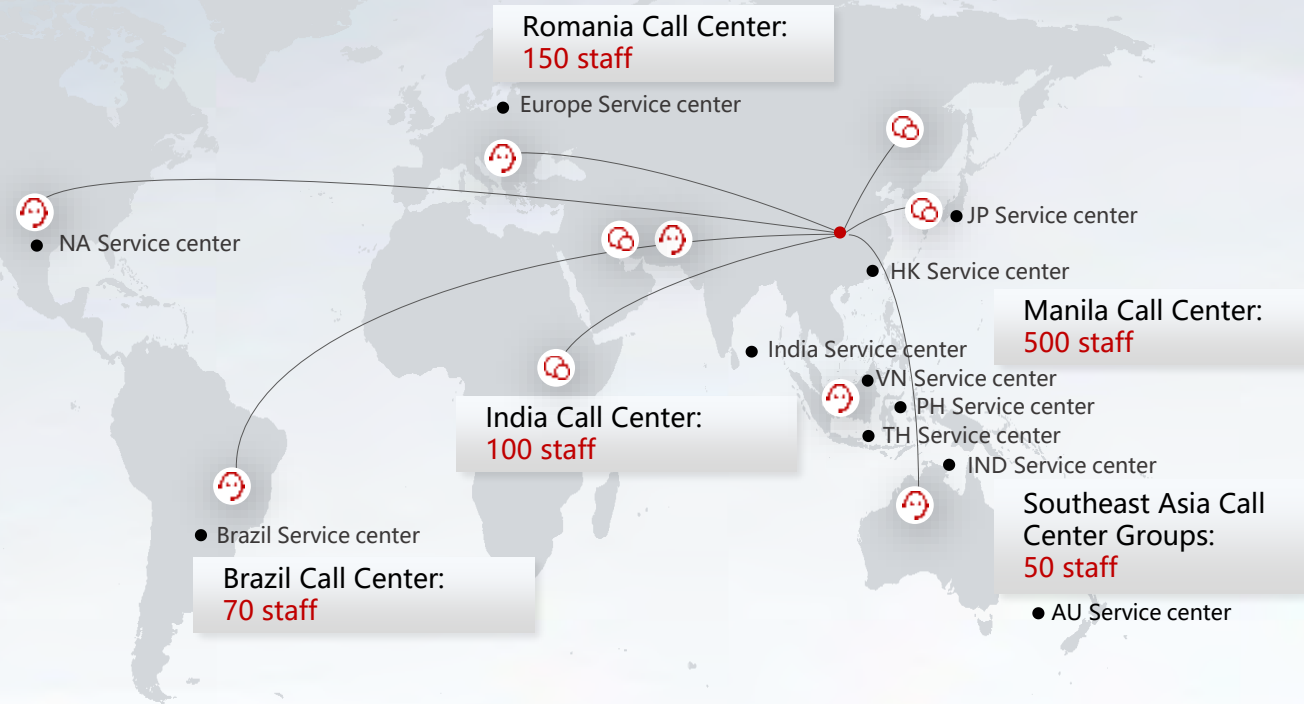 Romania Call Center:
150 staff
Europe Service center
JP Service center
NA Service center
HK Service center
Manila Call Center:
500 staff
India Service center
VN Service center
PH Service center
India Call Center:
100 staff
TH Service center
IND Service center
Southeast Asia Call
Center Groups:
50 staff
Brazil Service center
Brazil Call Center:
70 staff
AU Service center